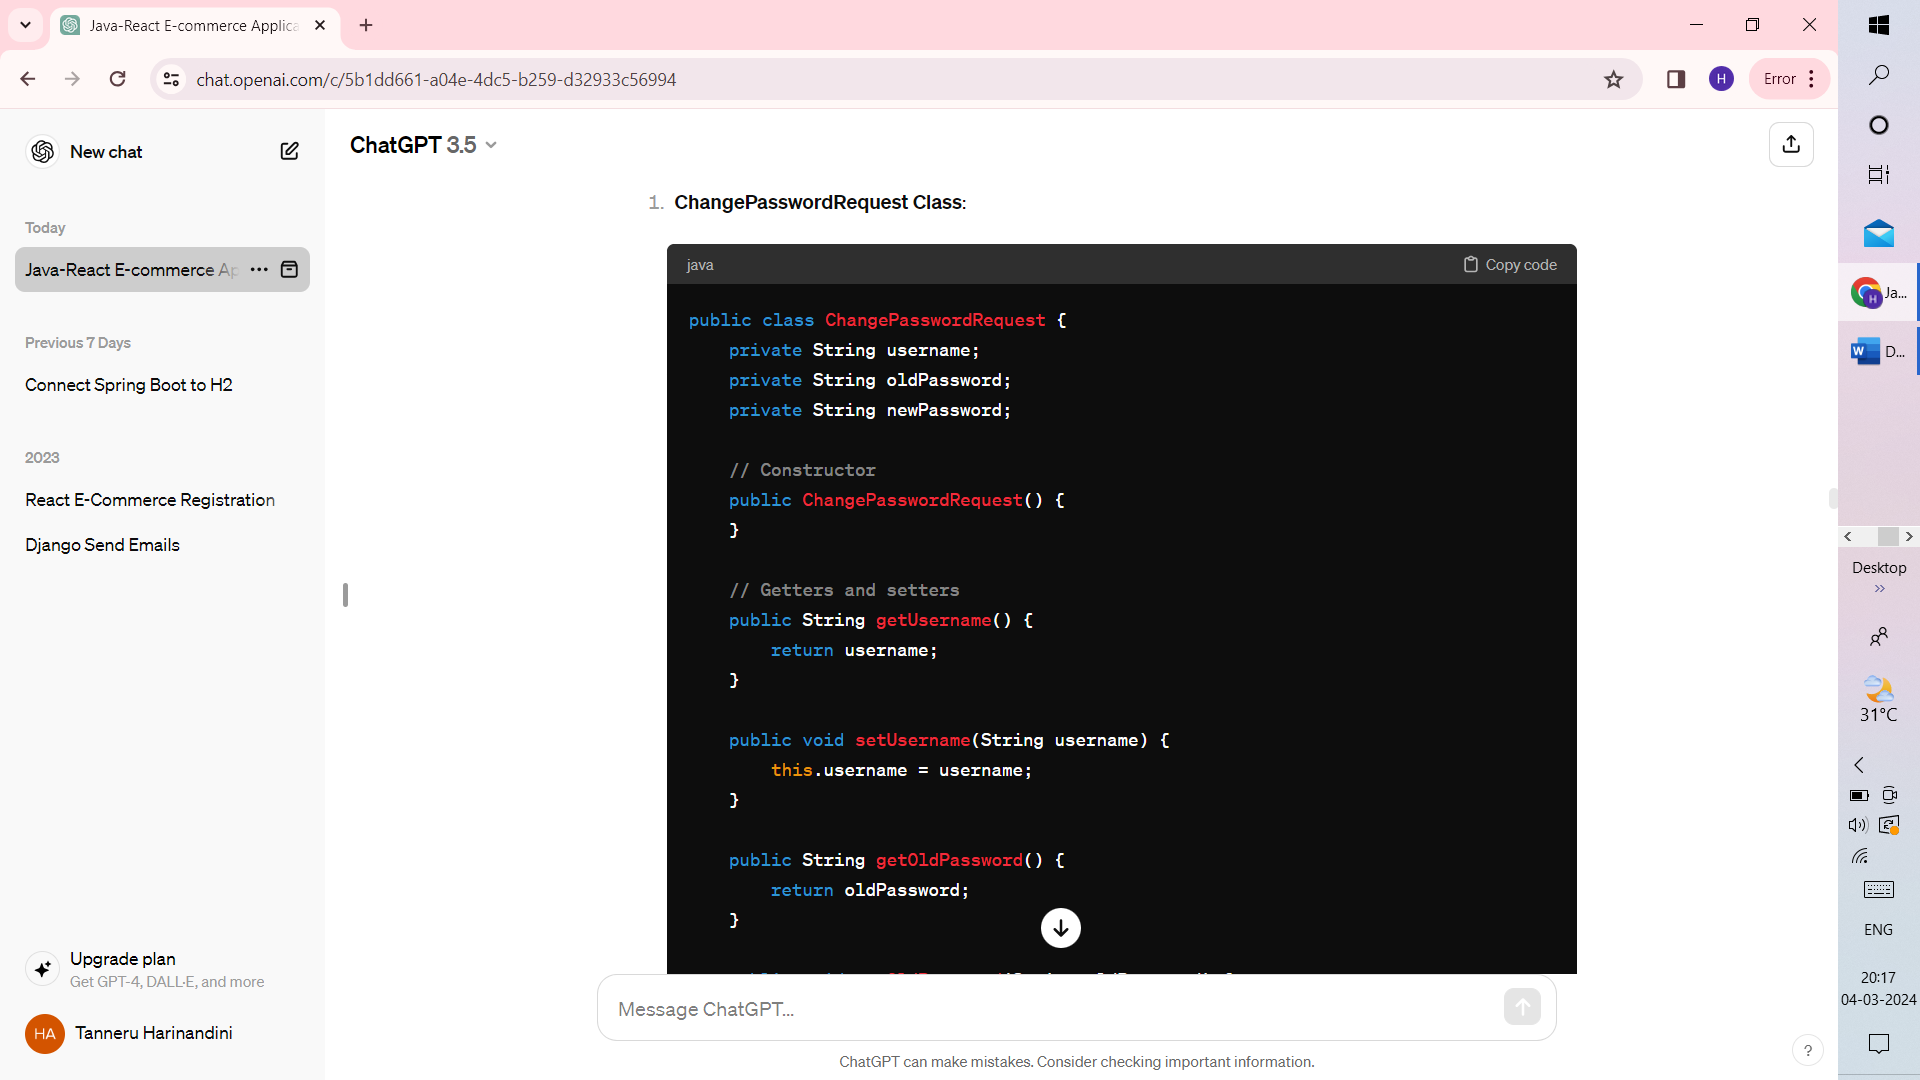 Java-React E-commerce Applica
chat.openai.com/c/5b1dd661-a04e-4dc5-b259-d32933c56994
H
Error
New chat
Today
Java-React E-commerce Ap
Previous 7 Days
Connect Spring Boot to H2
2023
React E-Commerce Registration
Django Send Emails
Upgrade plan
Get GPT-4, DALL·E, and more
HA
Tanneru Harinandini
ChatGPT 3.5
1. ChangePasswordRequest Class:
java
Copy code
public class ChangePasswordRequest {
private String username;
private String oldPassword;
private String newPassword;
// Constructor
public ChangePasswordRequest() {
}
// Getters and setters
public String getUsername() {
return username;
}
public void setUsername(String username) {
this.username = username;
}
public String getOldPassword() {
return oldPassword;
}
Message ChatGPT...
ChatGPT can make mistakes. Consider checking important information.
?
H
Ja...
W
D...
Desktop
31°C
ENG
20:17
04-03-2024